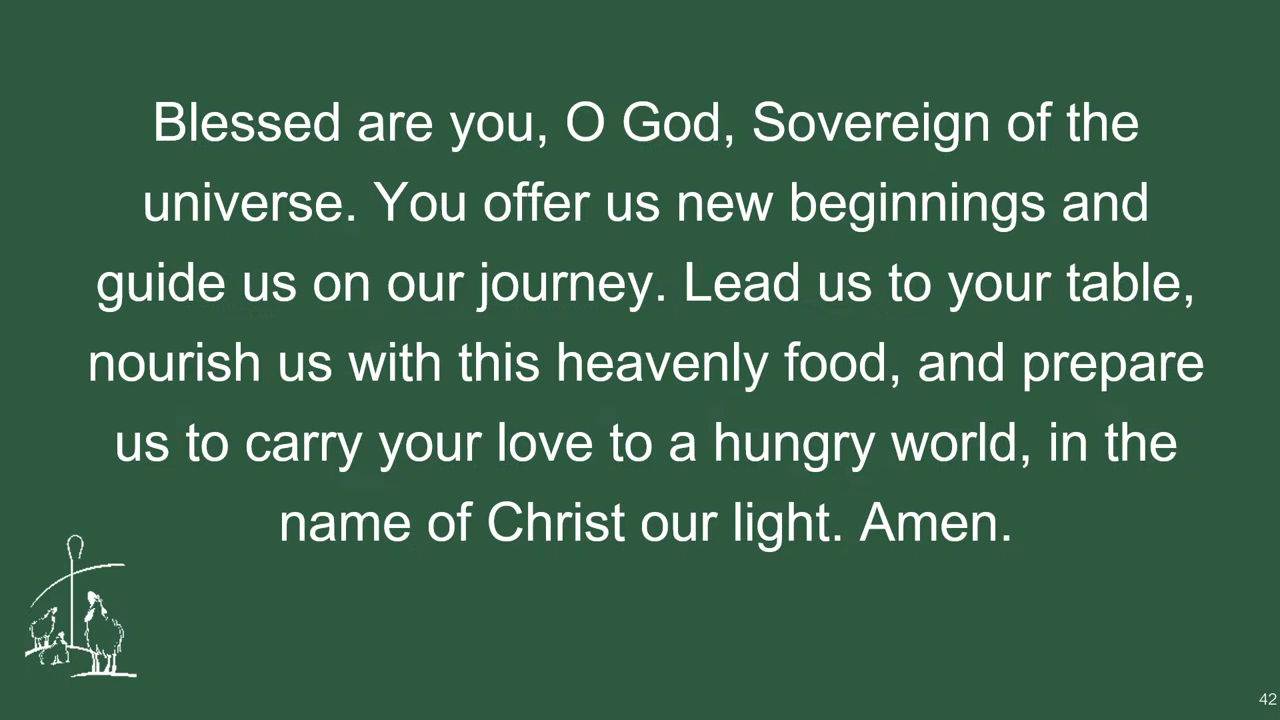 Blessed are you, O God, Sovereign of the
universe. You offer us new beginnings and
guide us on our journey. Lead us to your table,
nourish us with this heavenly food, and prepare
us to carry your love to a hungry world, in the
name of Christ our light. Amen.
42